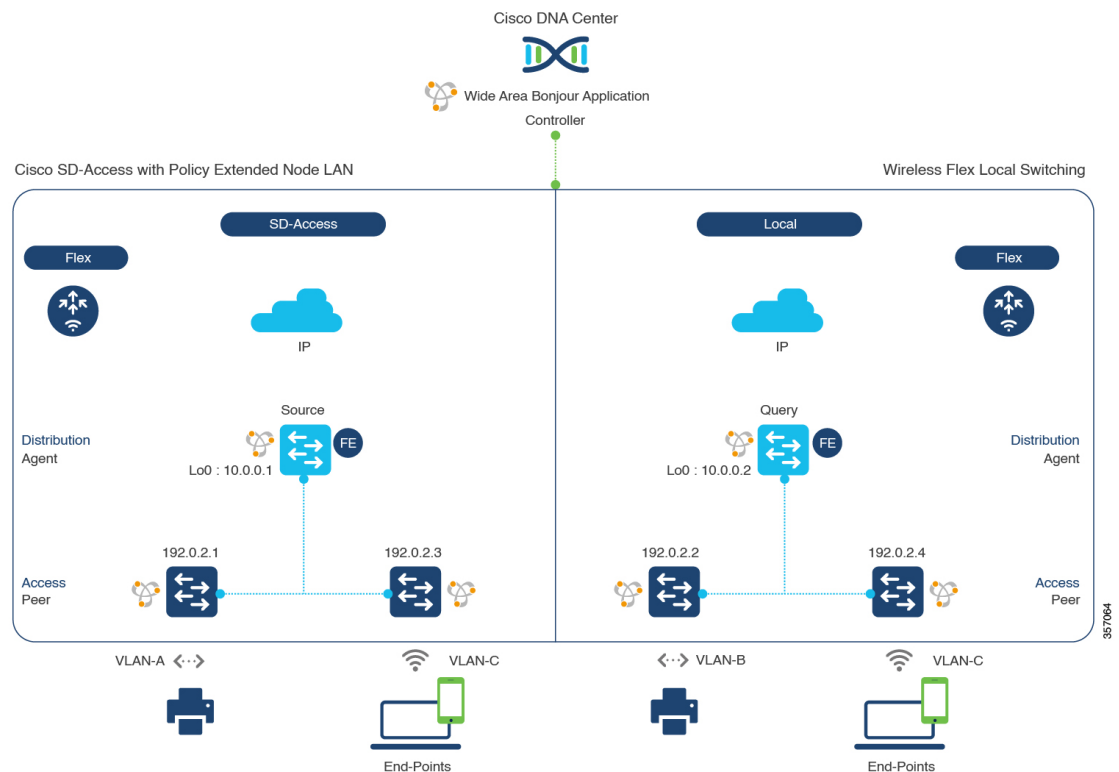 Cisco DNA Center
Wide Area Bonjour Application
Controller
Cisco SD-Access with Policy Extended Node LAN
Wireless Flex Local Switching
SD-Access
Local
Flex
Flex
IP
IP
Source
Query
Distribution
Agent
FE
FE
Distribution
Agent
Lo0 : 10.0.0.1
Lo0 : 10.0.0.2
192.0.2.1
192.0.2.3
192.0.2.2
192.0.2.4
Access
Peer
Access
Peer
357064
VLAN-A
VLAN-C
VLAN-B
VLAN-C
End-Points
End-Points